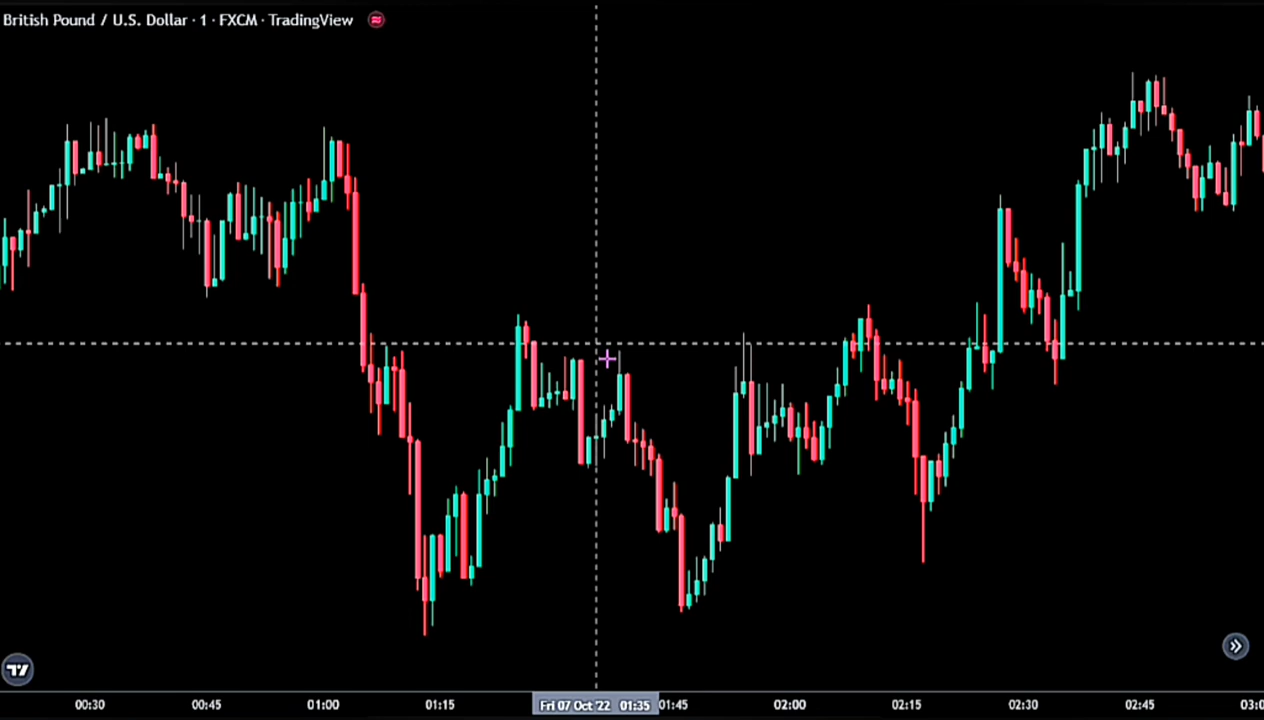 British Pound / U.S. Dollar · 1 · FXCM · TradingView
00:30 00:45 01:00 01:15 Fri 07 Oct '22 01:35 01:45 02:00 02:15 02:30 02:45 03:0